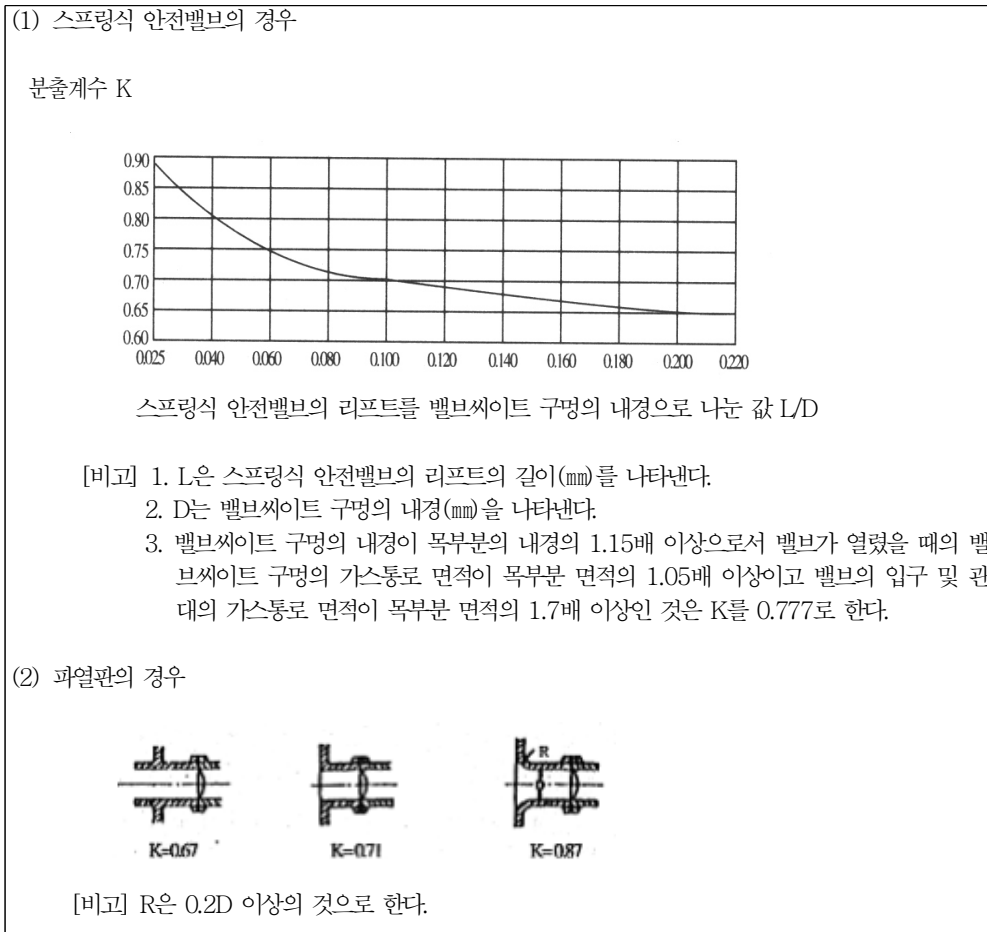 (1) 스프링식 안전밸브의 경우
분출계수 K
0.90
0.85
0.80
0.75
0.70
0.65
0.60
0.025 0.040 0.060 0.080 0.100 0.120 0.140 0.160 0.180 0.200 0.220
스프링식 안전밸브의 리프트를 밸브씨이트 구멍의 내경으로 나눈 값 L/D
[비고] 1. L은 스프링식 안전밸브의 리프트의 길이(㎜)를 나타낸다.
2. D는 밸브씨이트 구멍의 내경(㎜)을 나타낸다.
3. 밸브씨이트 구멍의 내경이 목부분의 내경의 1.15배 이상으로서 밸브가 열렸을 때의 밸
브씨이트 구멍의 가스통로 면적이 목부분 면적의 1.05배 이상이고 밸브의 입구 및 관
대의 가스통로 면적이 목부분 면적의 1.7배 이상인 것은 K를 0.777로 한다.
(2) 파열판의 경우
R
D
K=0.67 K=0.71 K=0.87
[비고] R은 0.2D 이상의 것으로 한다.